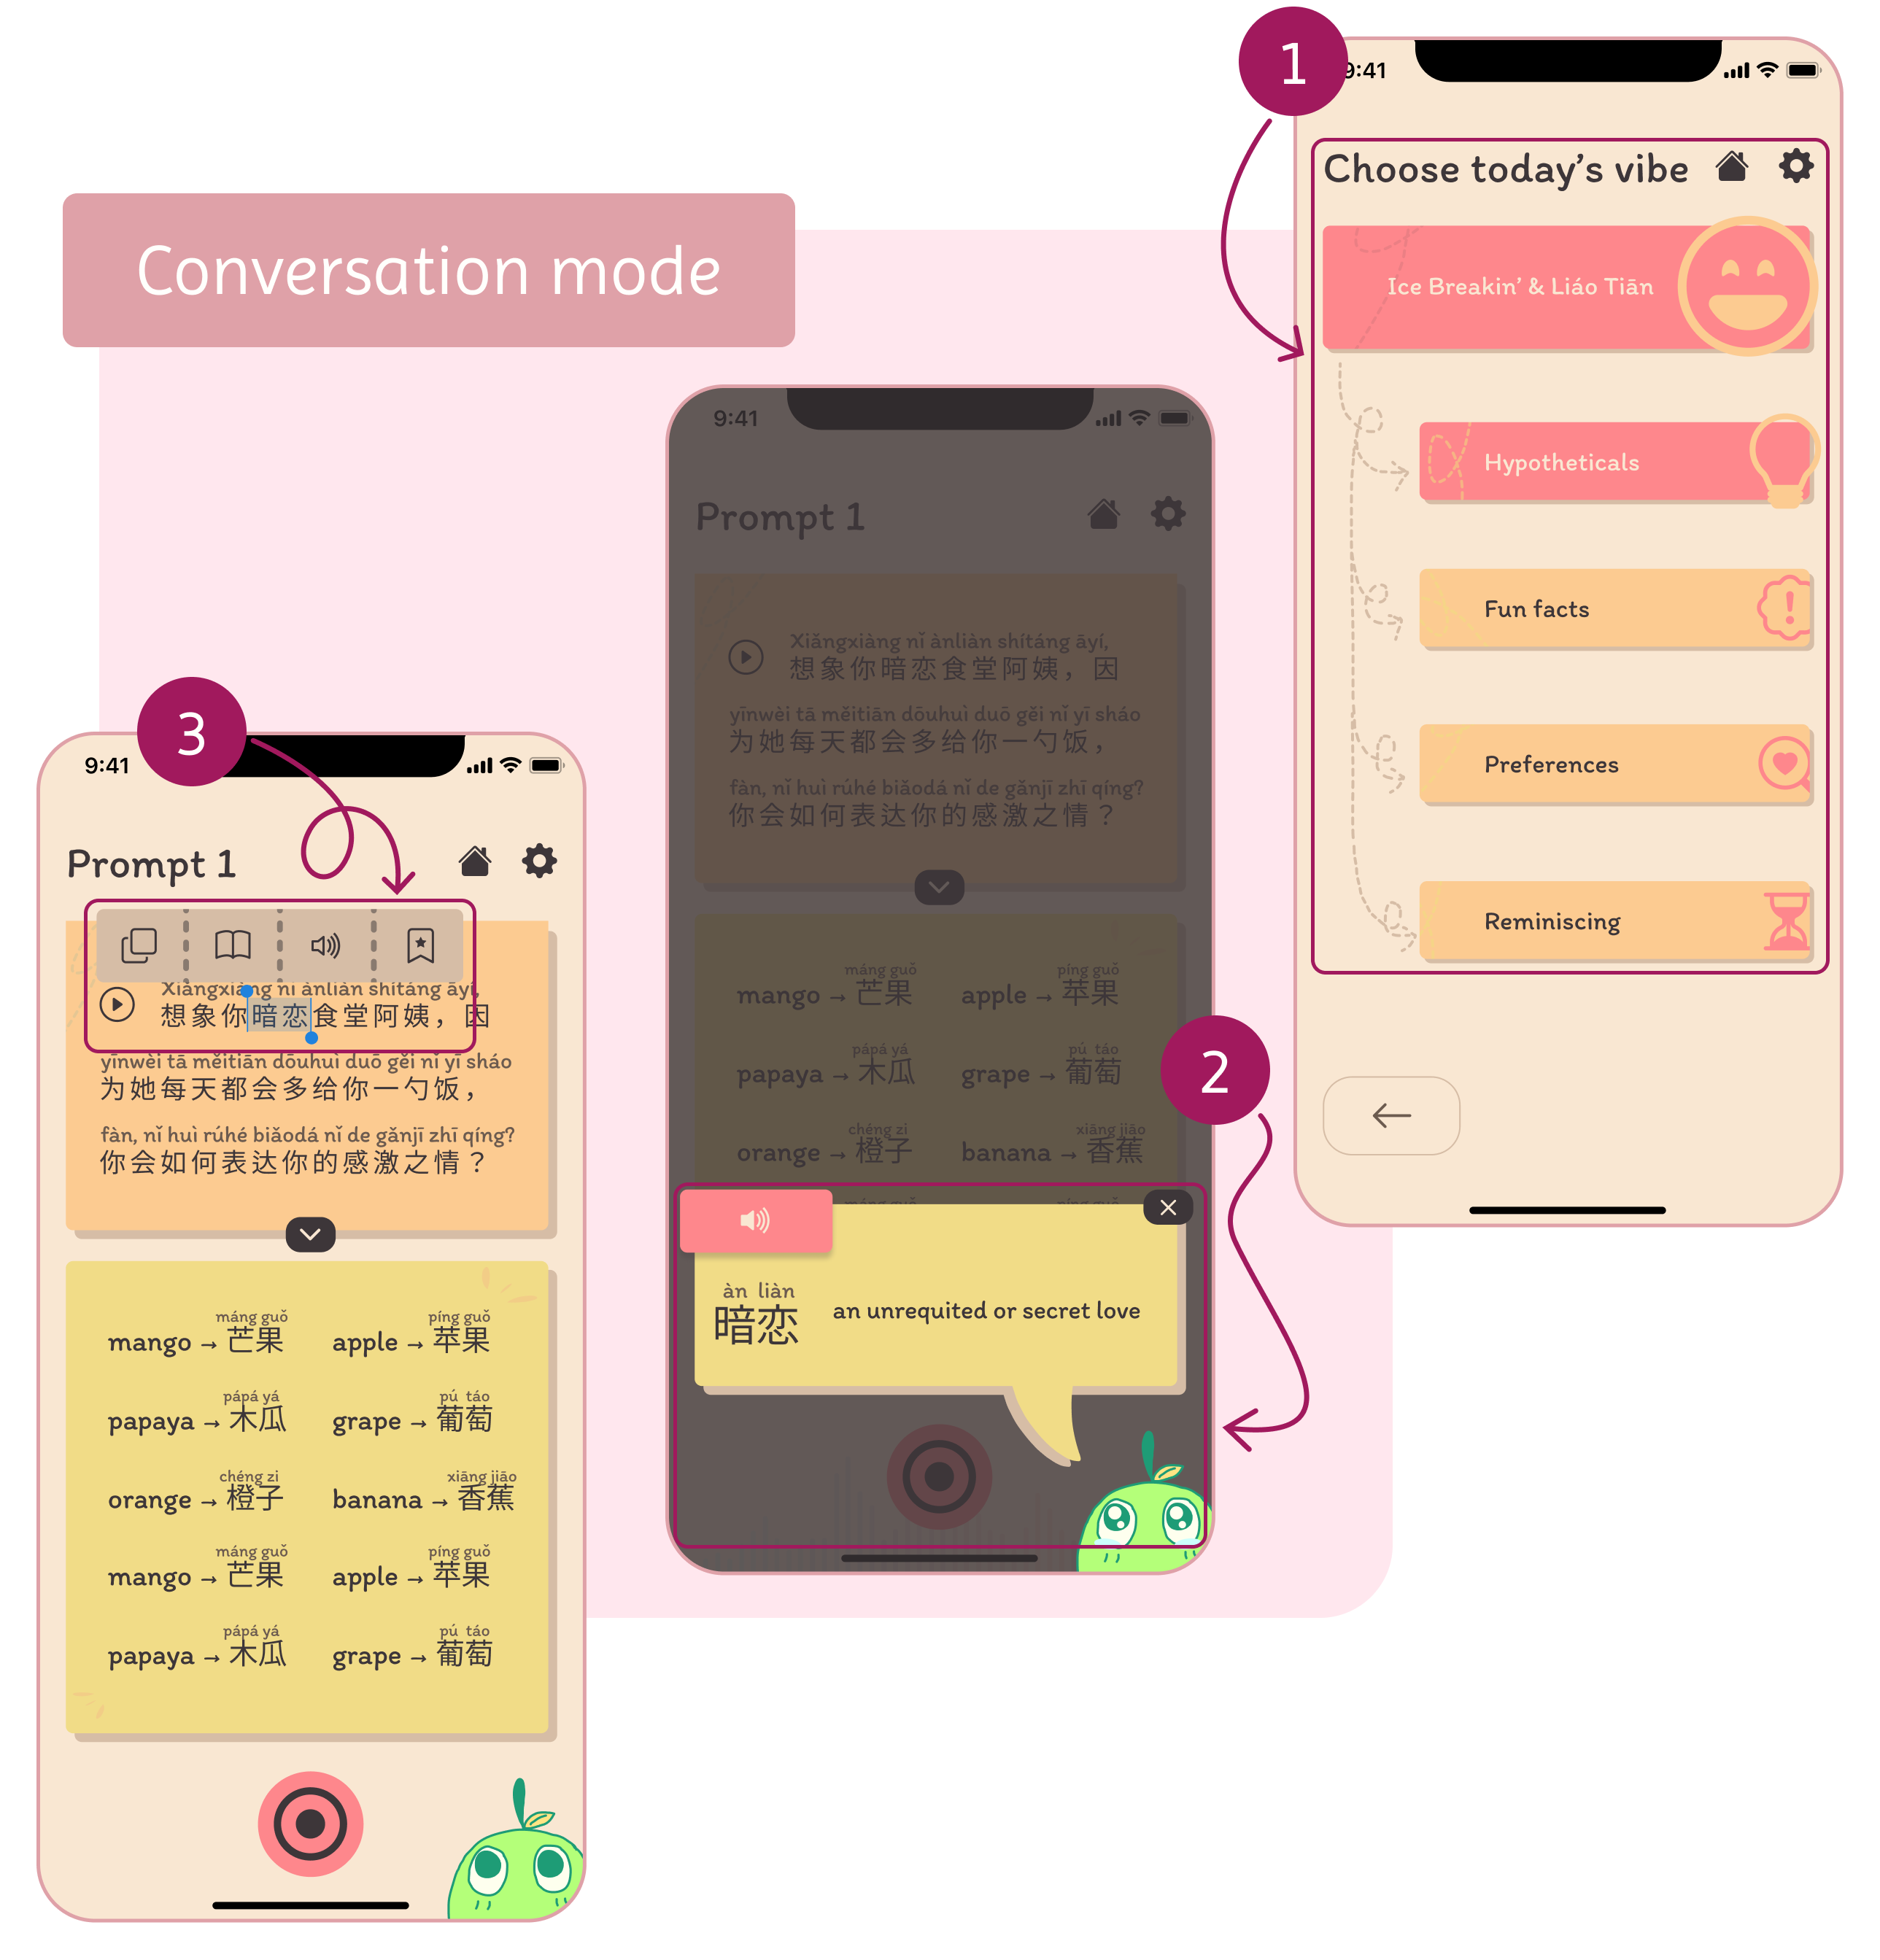 Conversation mode
1
9:41
Choose today's vibe
Ice Breakin' & Liáo Tiān
Hypotheticals
Fun facts
Preferences
Reminiscing
2
9:41
Prompt 1
Xiǎngxiàng nǐ ànliàn shítáng āyí,
想象你暗恋食堂阿姨，因
yīnwèi tā měitiān dōuhuì duō gěi nǐ yī sháo
为她每天都会多给你一勺饭，
fàn, nǐ huì rúhé biǎodá nǐ de gǎnjī zhī qíng?
你会如何表达你的感激之情？
máng guǒ píng guǒ
mango → 芒果 apple → 苹果
pápá yá pú táo
papaya → 木瓜 grape → 葡萄
chéng zi xiāng jiāo
orange → 橙子 banana → 香蕉
máng guǒ píng guǒ
àn liàn
暗恋 an unrequited or secret love
3
9:41
Prompt 1
Xiǎngxiàng nǐ ànliàn shítáng āyí,
想象你暗恋食堂阿姨，因
yīnwèi tā měitiān dōuhuì duō gěi nǐ yī sháo
为她每天都会多给你一勺饭，
fàn, nǐ huì rúhé biǎodá nǐ de gǎnjī zhī qíng?
你会如何表达你的感激之情？
máng guǒ píng guǒ
mango → 芒果 apple → 苹果
pápá yá pú táo
papaya → 木瓜 grape → 葡萄
chéng zi xiāng jiāo
orange → 橙子 banana → 香蕉
máng guǒ píng guǒ
mango → 芒果 apple → 苹果
pápá yá pú táo
papaya → 木瓜 grape → 葡萄